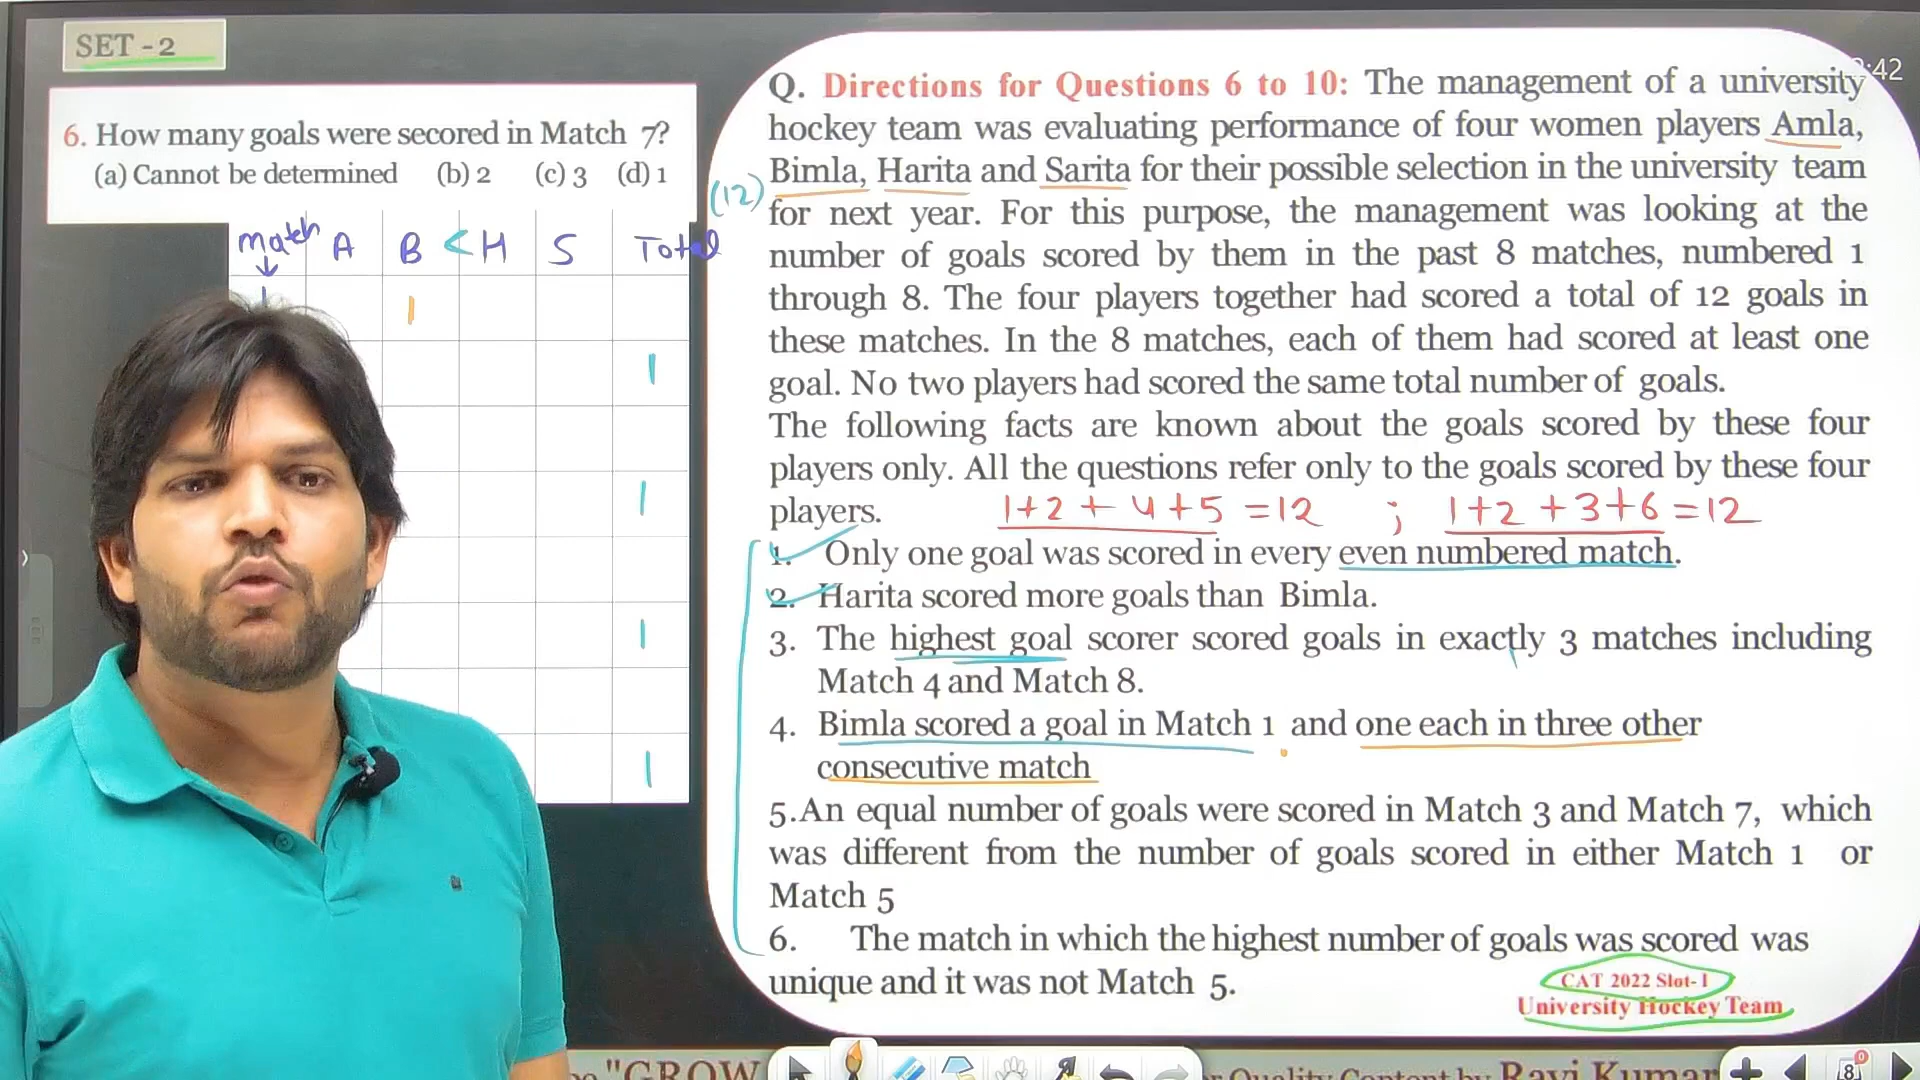 SET - 2
:42
6. How many goals were secored in Match 7?
(a) Cannot be determined (b) 2 (c) 3 (d) 1
(12)
Match A B < H S Total
1
1
1
1
1
Q. Directions for Questions 6 to 10: The management of a university
hockey team was evaluating performance of four women players Amla,
Bimla, Harita and Sarita for their possible selection in the university team
for next year. For this purpose, the management was looking at the
number of goals scored by them in the past 8 matches, numbered 1
through 8. The four players together had scored a total of 12 goals in
these matches. In the 8 matches, each of them had scored at least one
goal. No two players had scored the same total number of goals.
The following facts are known about the goals scored by these four
players only. All the questions refer only to the goals scored by these four
players. 1+2 + 4+5 =12 ; 1+2 +3+6 =12
1. Only one goal was scored in every even numbered match.
2. Harita scored more goals than Bimla.
3. The highest goal scorer scored goals in exactly 3 matches including
Match 4 and Match 8.
4. Bimla scored a goal in Match 1 and one each in three other
consecutive match
5.An equal number of goals were scored in Match 3 and Match 7, which
was different from the number of goals scored in either Match 1 or
Match 5
6. The match in which the highest number of goals was scored was
unique and it was not Match 5.
CAT 2022 Slot- I
University Hockey Team
"GROW
r Quality Content by Ravi Kumar
8
0